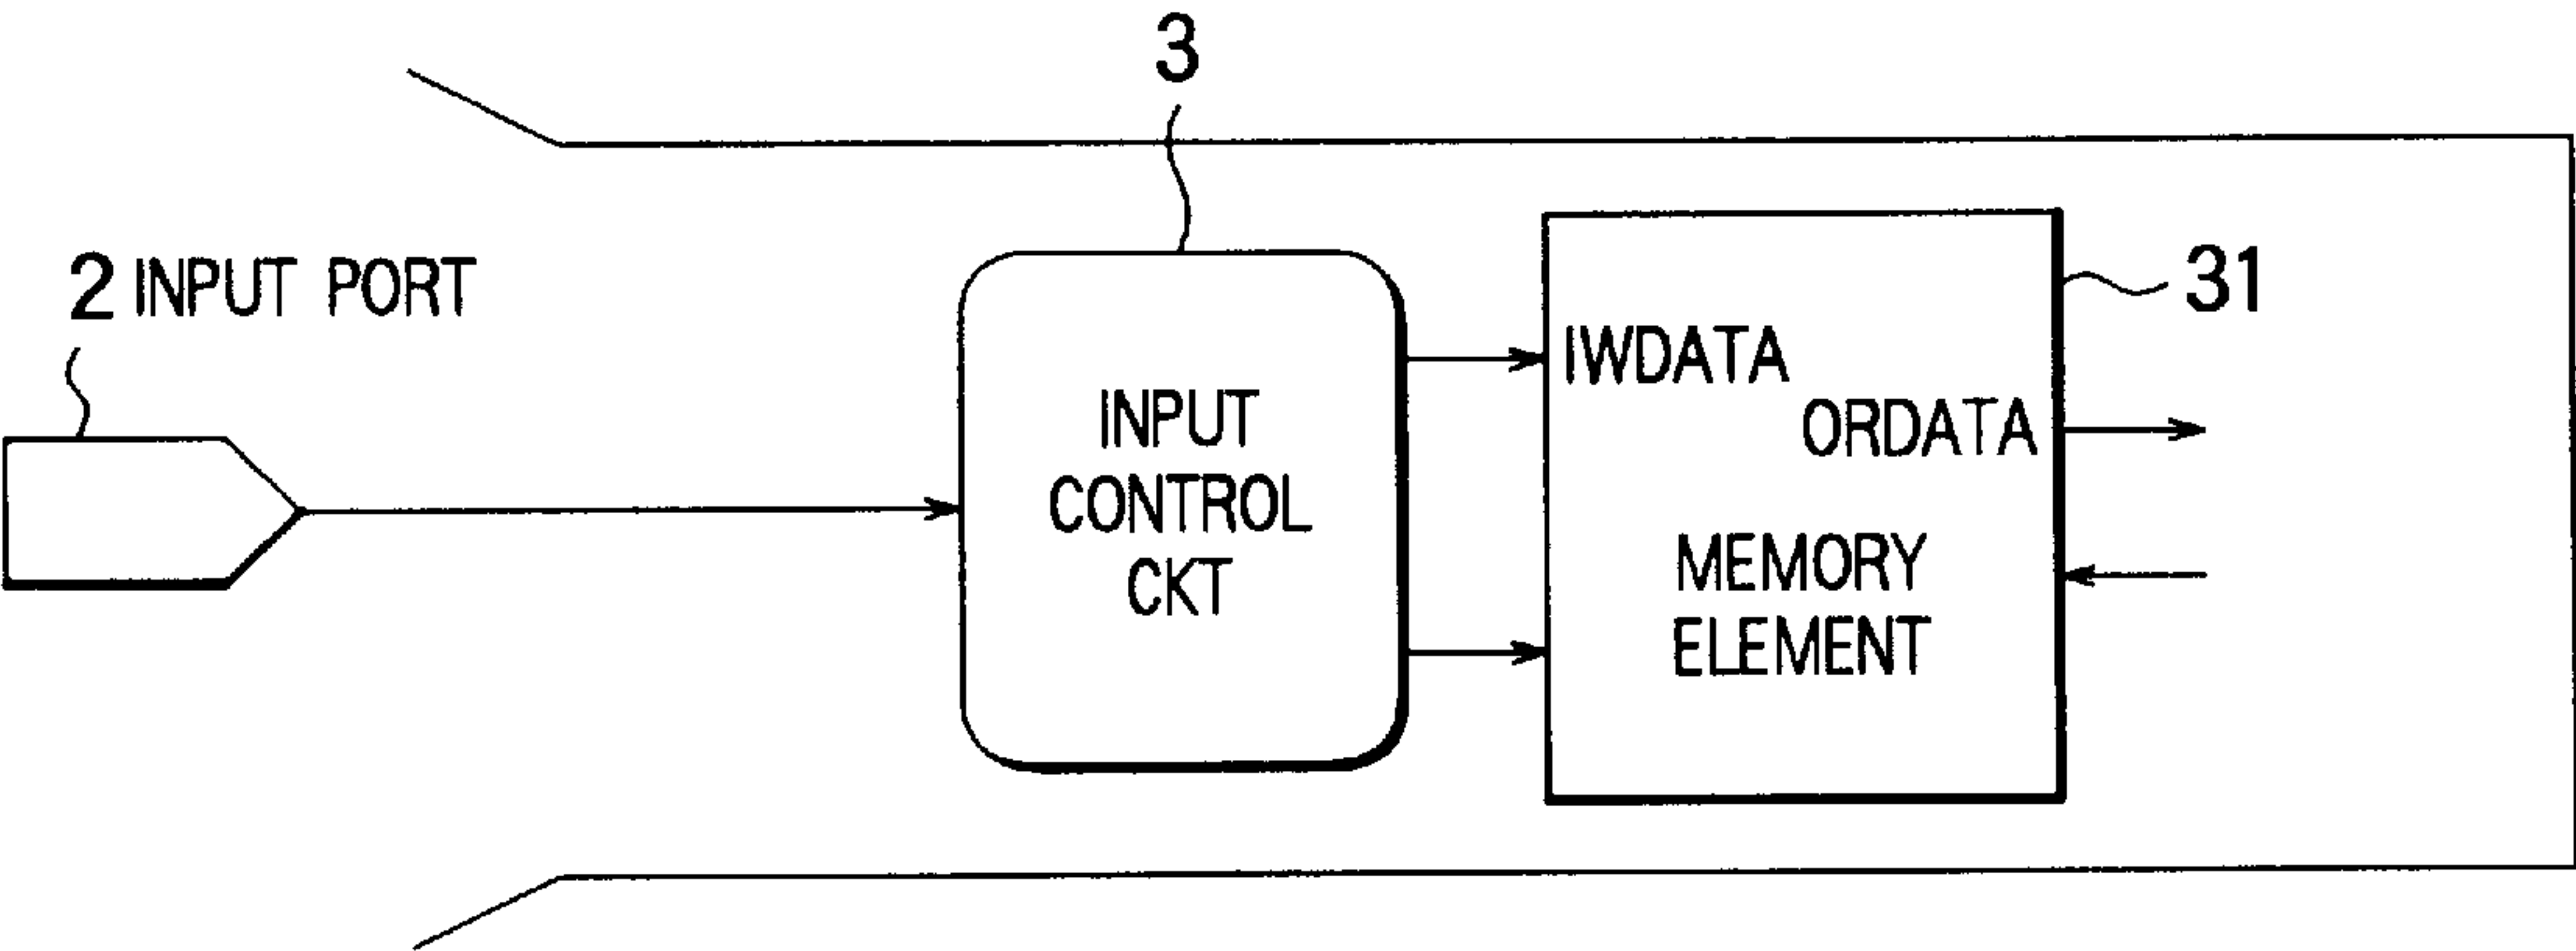 3
2 INPUT PORT
31
IWDATA
ORDATA
INPUT
CONTROL
CKT
MEMORY
ELEMENT